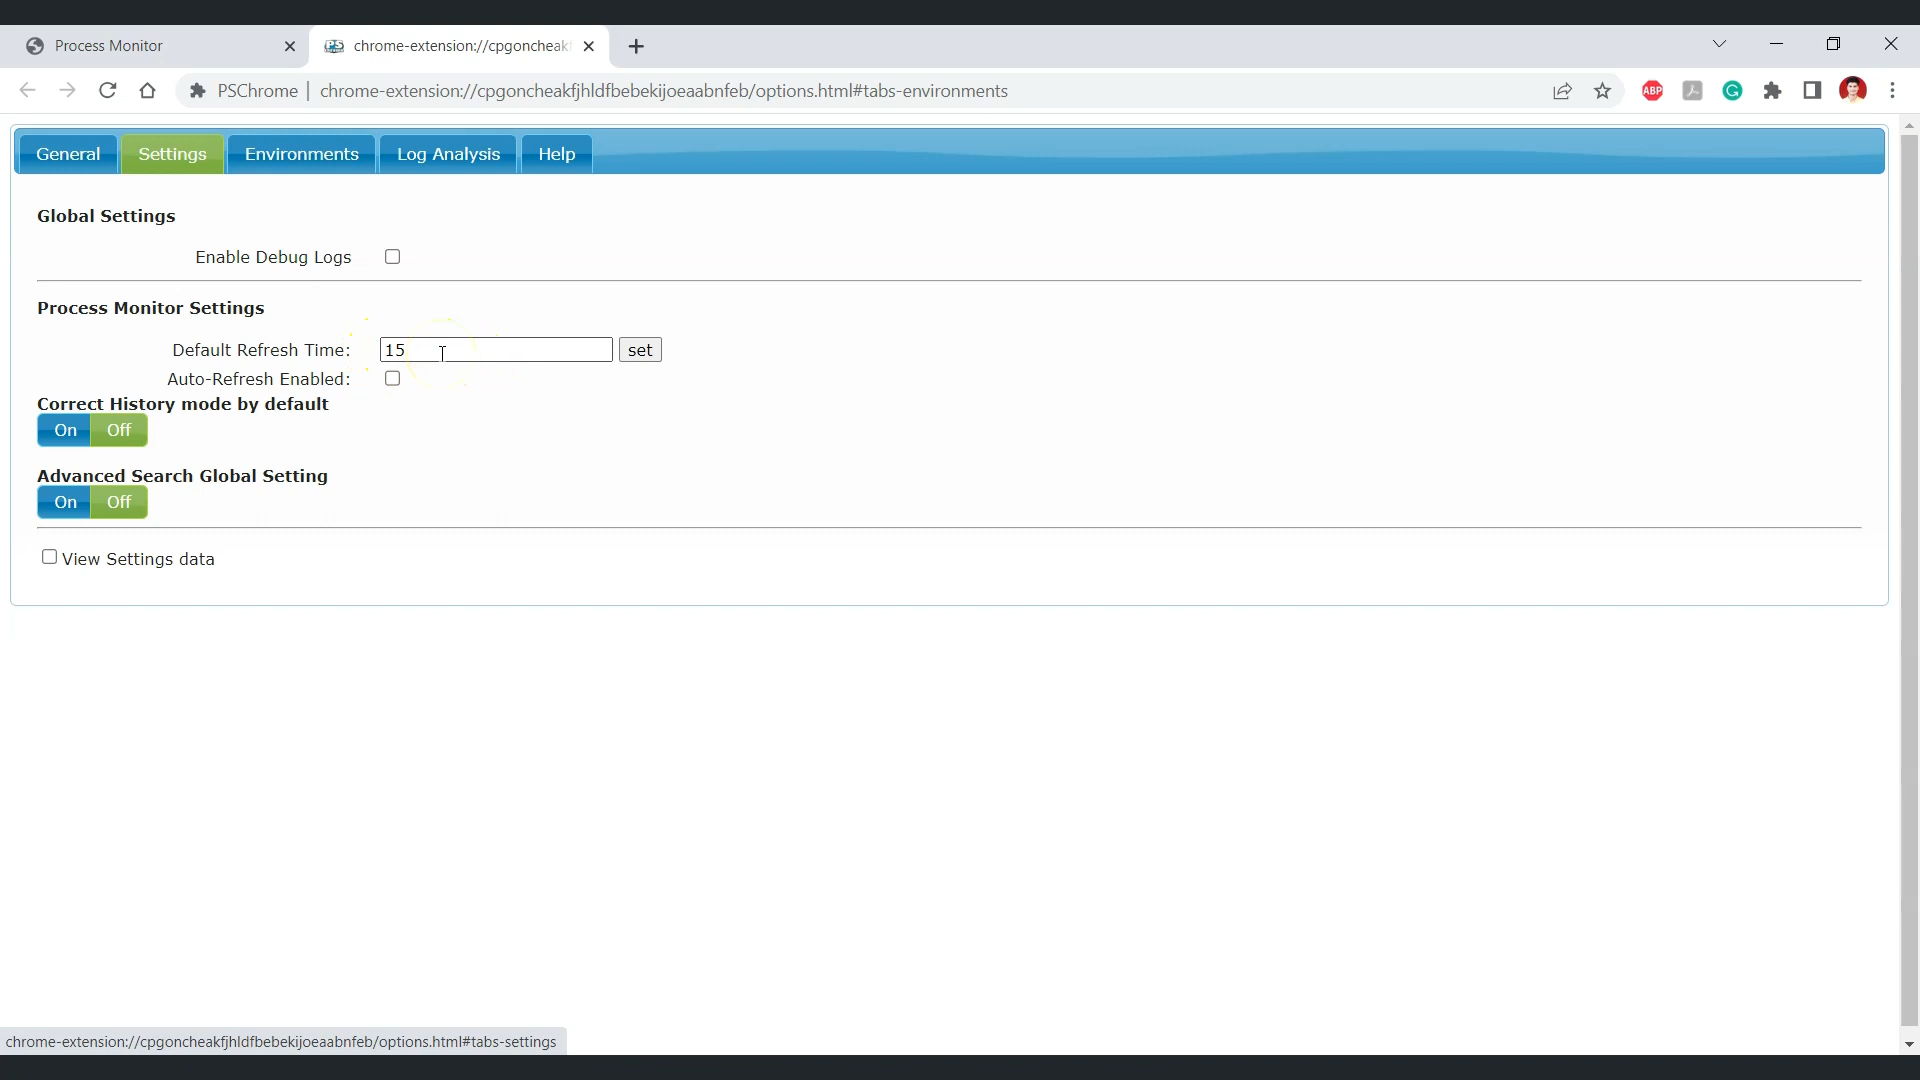 Process Monitor
chrome-extension://cpgoncheak
PSChrome | chrome-extension://cpgoncheakfjhldfbebekijoeaabnfeb/options.html#tabs-environments
ABP
General Settings Environments Log Analysis Help
Global Settings
Enable Debug Logs
Process Monitor Settings
Default Refresh Time: 15 set
Auto-Refresh Enabled:
Correct History mode by default
On Off
Advanced Search Global Setting
On Off
View Settings data
chrome-extension://cpgoncheakfjhldfbebekijoeaabnfeb/options.html#tabs-settings